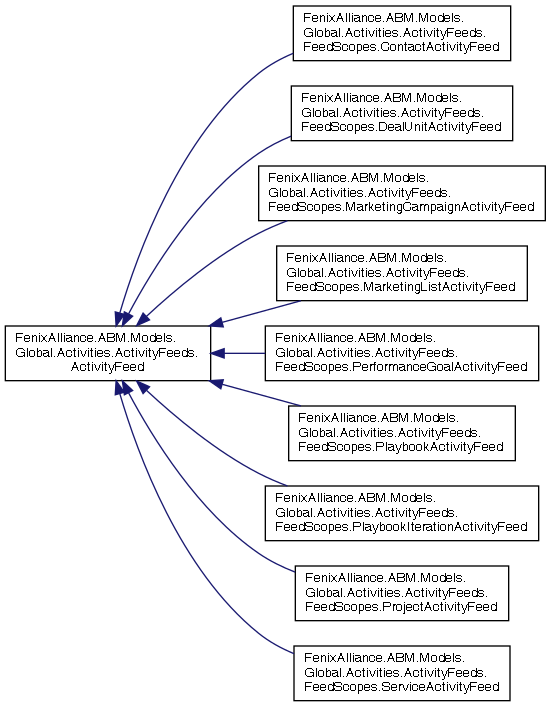 FenixAlliance.ABM.Models.
Global.Activities.ActivityFeeds.
FeedScopes.ContactActivityFeed
FenixAlliance.ABM.Models.
Global.Activities.ActivityFeeds.
FeedScopes.DealUnitActivityFeed
FenixAlliance.ABM.Models.
Global.Activities.ActivityFeeds.
FeedScopes.MarketingCampaignActivityFeed
FenixAlliance.ABM.Models.
Global.Activities.ActivityFeeds.
FeedScopes.MarketingListActivityFeed
FenixAlliance.ABM.Models.
Global.Activities.ActivityFeeds.
ActivityFeed
FenixAlliance.ABM.Models.
Global.Activities.ActivityFeeds.
FeedScopes.PerformanceGoalActivityFeed
FenixAlliance.ABM.Models.
Global.Activities.ActivityFeeds.
FeedScopes.PlaybookActivityFeed
FenixAlliance.ABM.Models.
Global.Activities.ActivityFeeds.
FeedScopes.PlaybookIterationActivityFeed
FenixAlliance.ABM.Models.
Global.Activities.ActivityFeeds.
FeedScopes.ProjectActivityFeed
FenixAlliance.ABM.Models.
Global.Activities.ActivityFeeds.
FeedScopes.ServiceActivityFeed